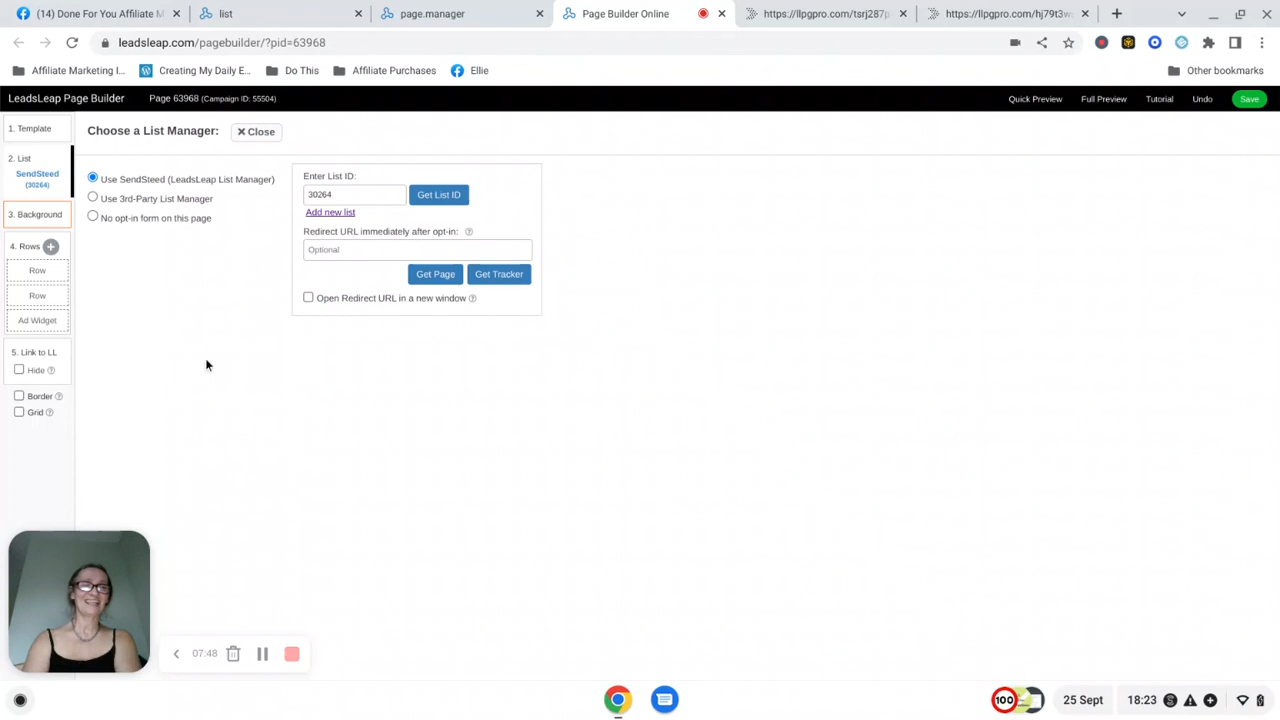 (14) Done For You Affiliate M
list
page.manager
Page Builder Online
https://llpgpro.com/tsrj287p
https://llpgpro.com/hj79t3w
leadsleap.com/pagebuilder/?pid=63968
Affiliate Marketing I...
Creating My Daily E...
Do This
Affiliate Purchases
Ellie
Other bookmarks
LeadsLeap Page Builder
Page 63968 (Campaign ID: 55504)
Quick Preview
Full Preview
Tutorial
Undo
Save
1. Template
Choose a List Manager:
Close
2. List
SendSteed
(30264)
Use SendSteed (LeadsLeap List Manager)
Use 3rd-Party List Manager
No opt-in form on this page
Enter List ID:
30264
Get List ID
Add new list
Redirect URL immediately after opt-in:
Optional
Get Page
Get Tracker
Open Redirect URL in a new window
3. Background
4. Rows
Row
Row
Ad Widget
5. Link to LL
Hide
Border
Grid
07:48
100
25 Sept
18:23